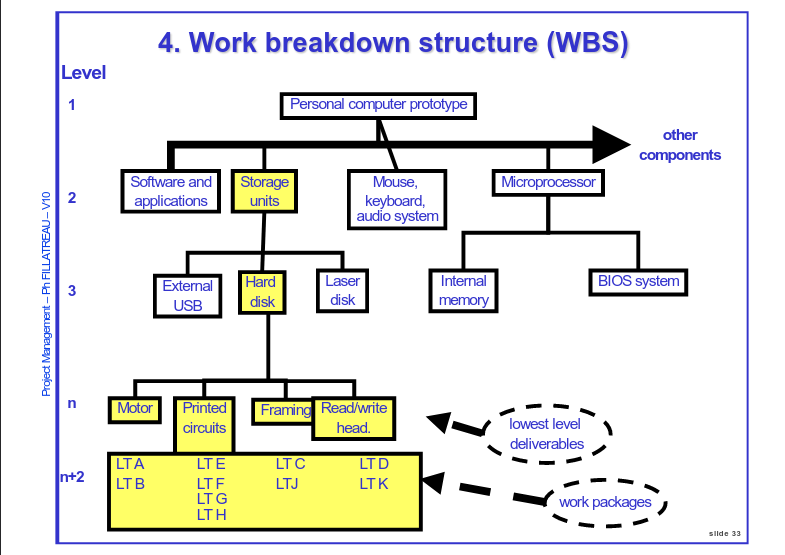 4. Work breakdown structure (WBS)
Level
1
Personal computer prototype
other
components
2
Software and
applications
Storage
units
Mouse,
keyboard,
audio system
Microprocessor
3
External
USB
Hard
disk
Laser
disk
Internal
memory
BIOS system
n
Motor
Printed
circuits
Framing
Read/write
head.
lowest level
deliverables
n+2
LT A
LT B
LT E
LT F
LT G
LT H
LT C
LTJ
LT D
LT K
work packages
Project Management – Ph FILLATREAU – V10
slide 33